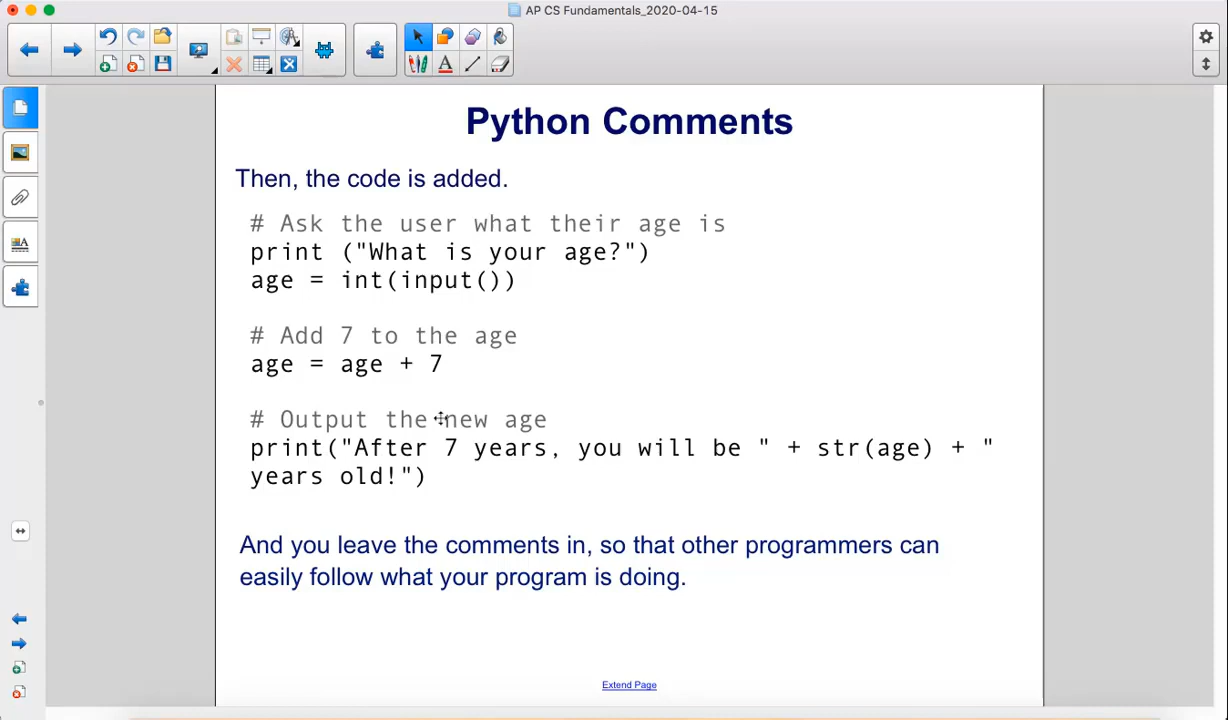 AP CS Fundamentals_2020-04-15
Python Comments
Then, the code is added.
# Ask the user what their age is
print ("What is your age?")
age = int(input())
# Add 7 to the age
age = age + 7
# Output the new age
print("After 7 years, you will be " + str(age) + "
years old!")
And you leave the comments in, so that other programmers can
easily follow what your program is doing.
Extend Page